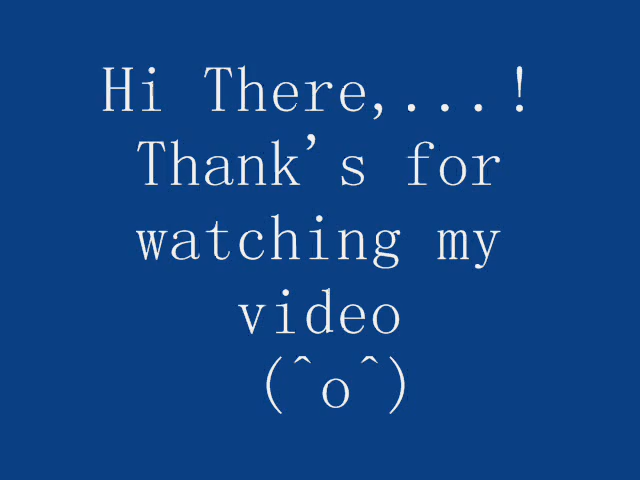 Hi There,...!
Thank's for
watching my
video
(^o^)